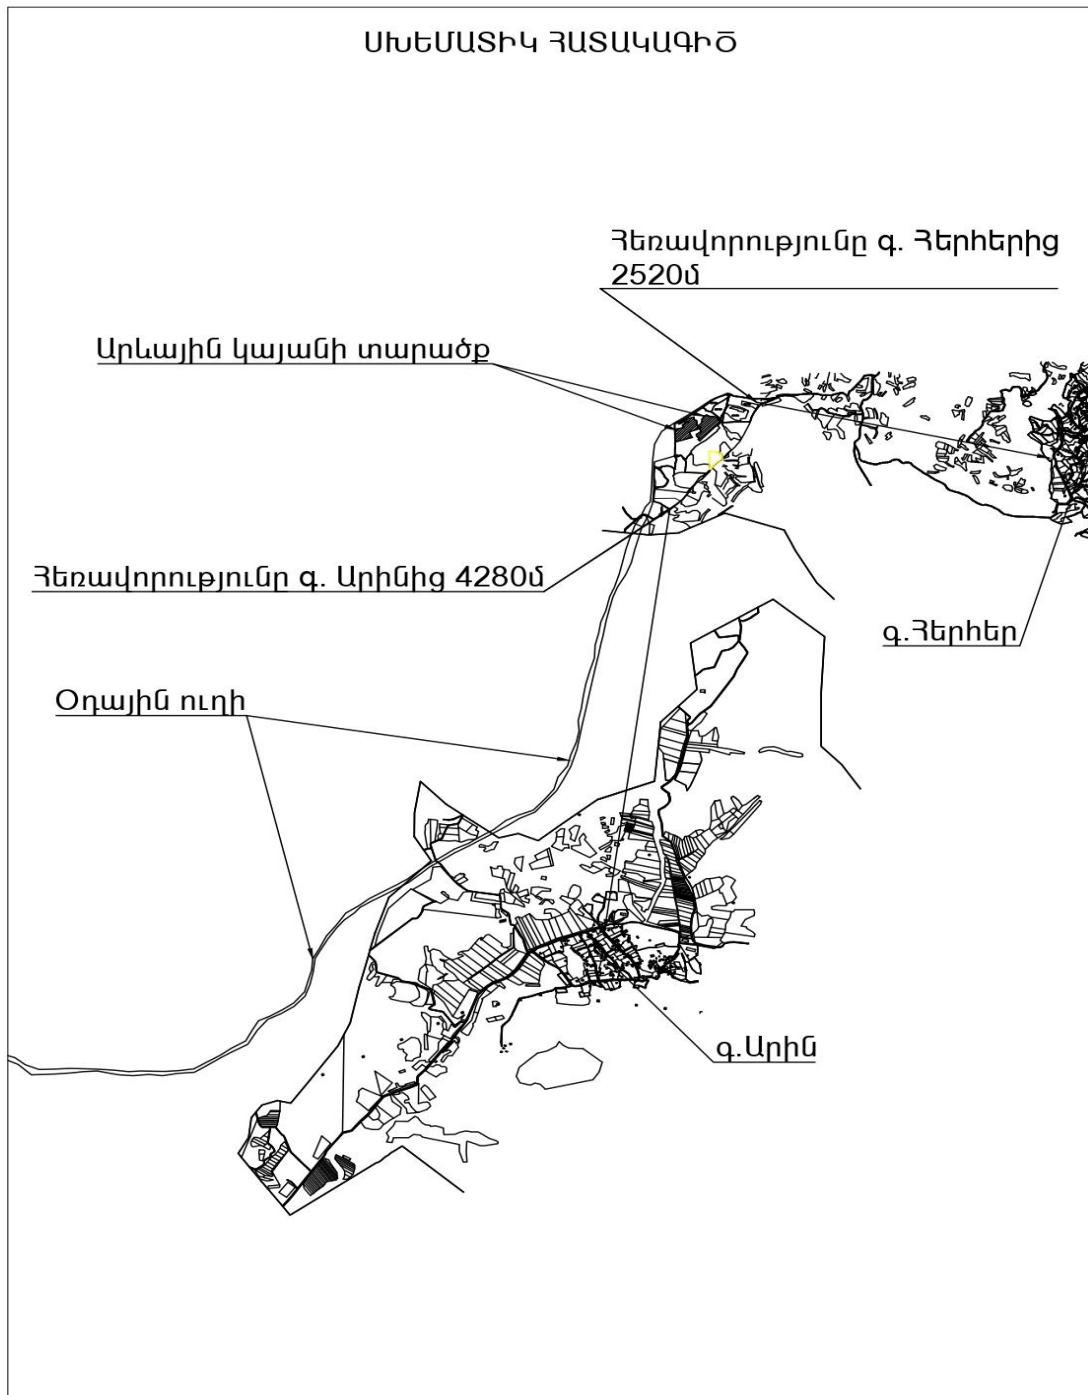 ՍԽԵՄԱՏԻԿ ՀԱՏԱԿԱԳԻԾ
Հեռավորությունը գ. Հերհերից
2520մ
Արևային կայանի տարածք
Հեռավորությունը գ. Արինից 4280մ
գ.Հերհեր
Օդային ուղի
գ.Արին